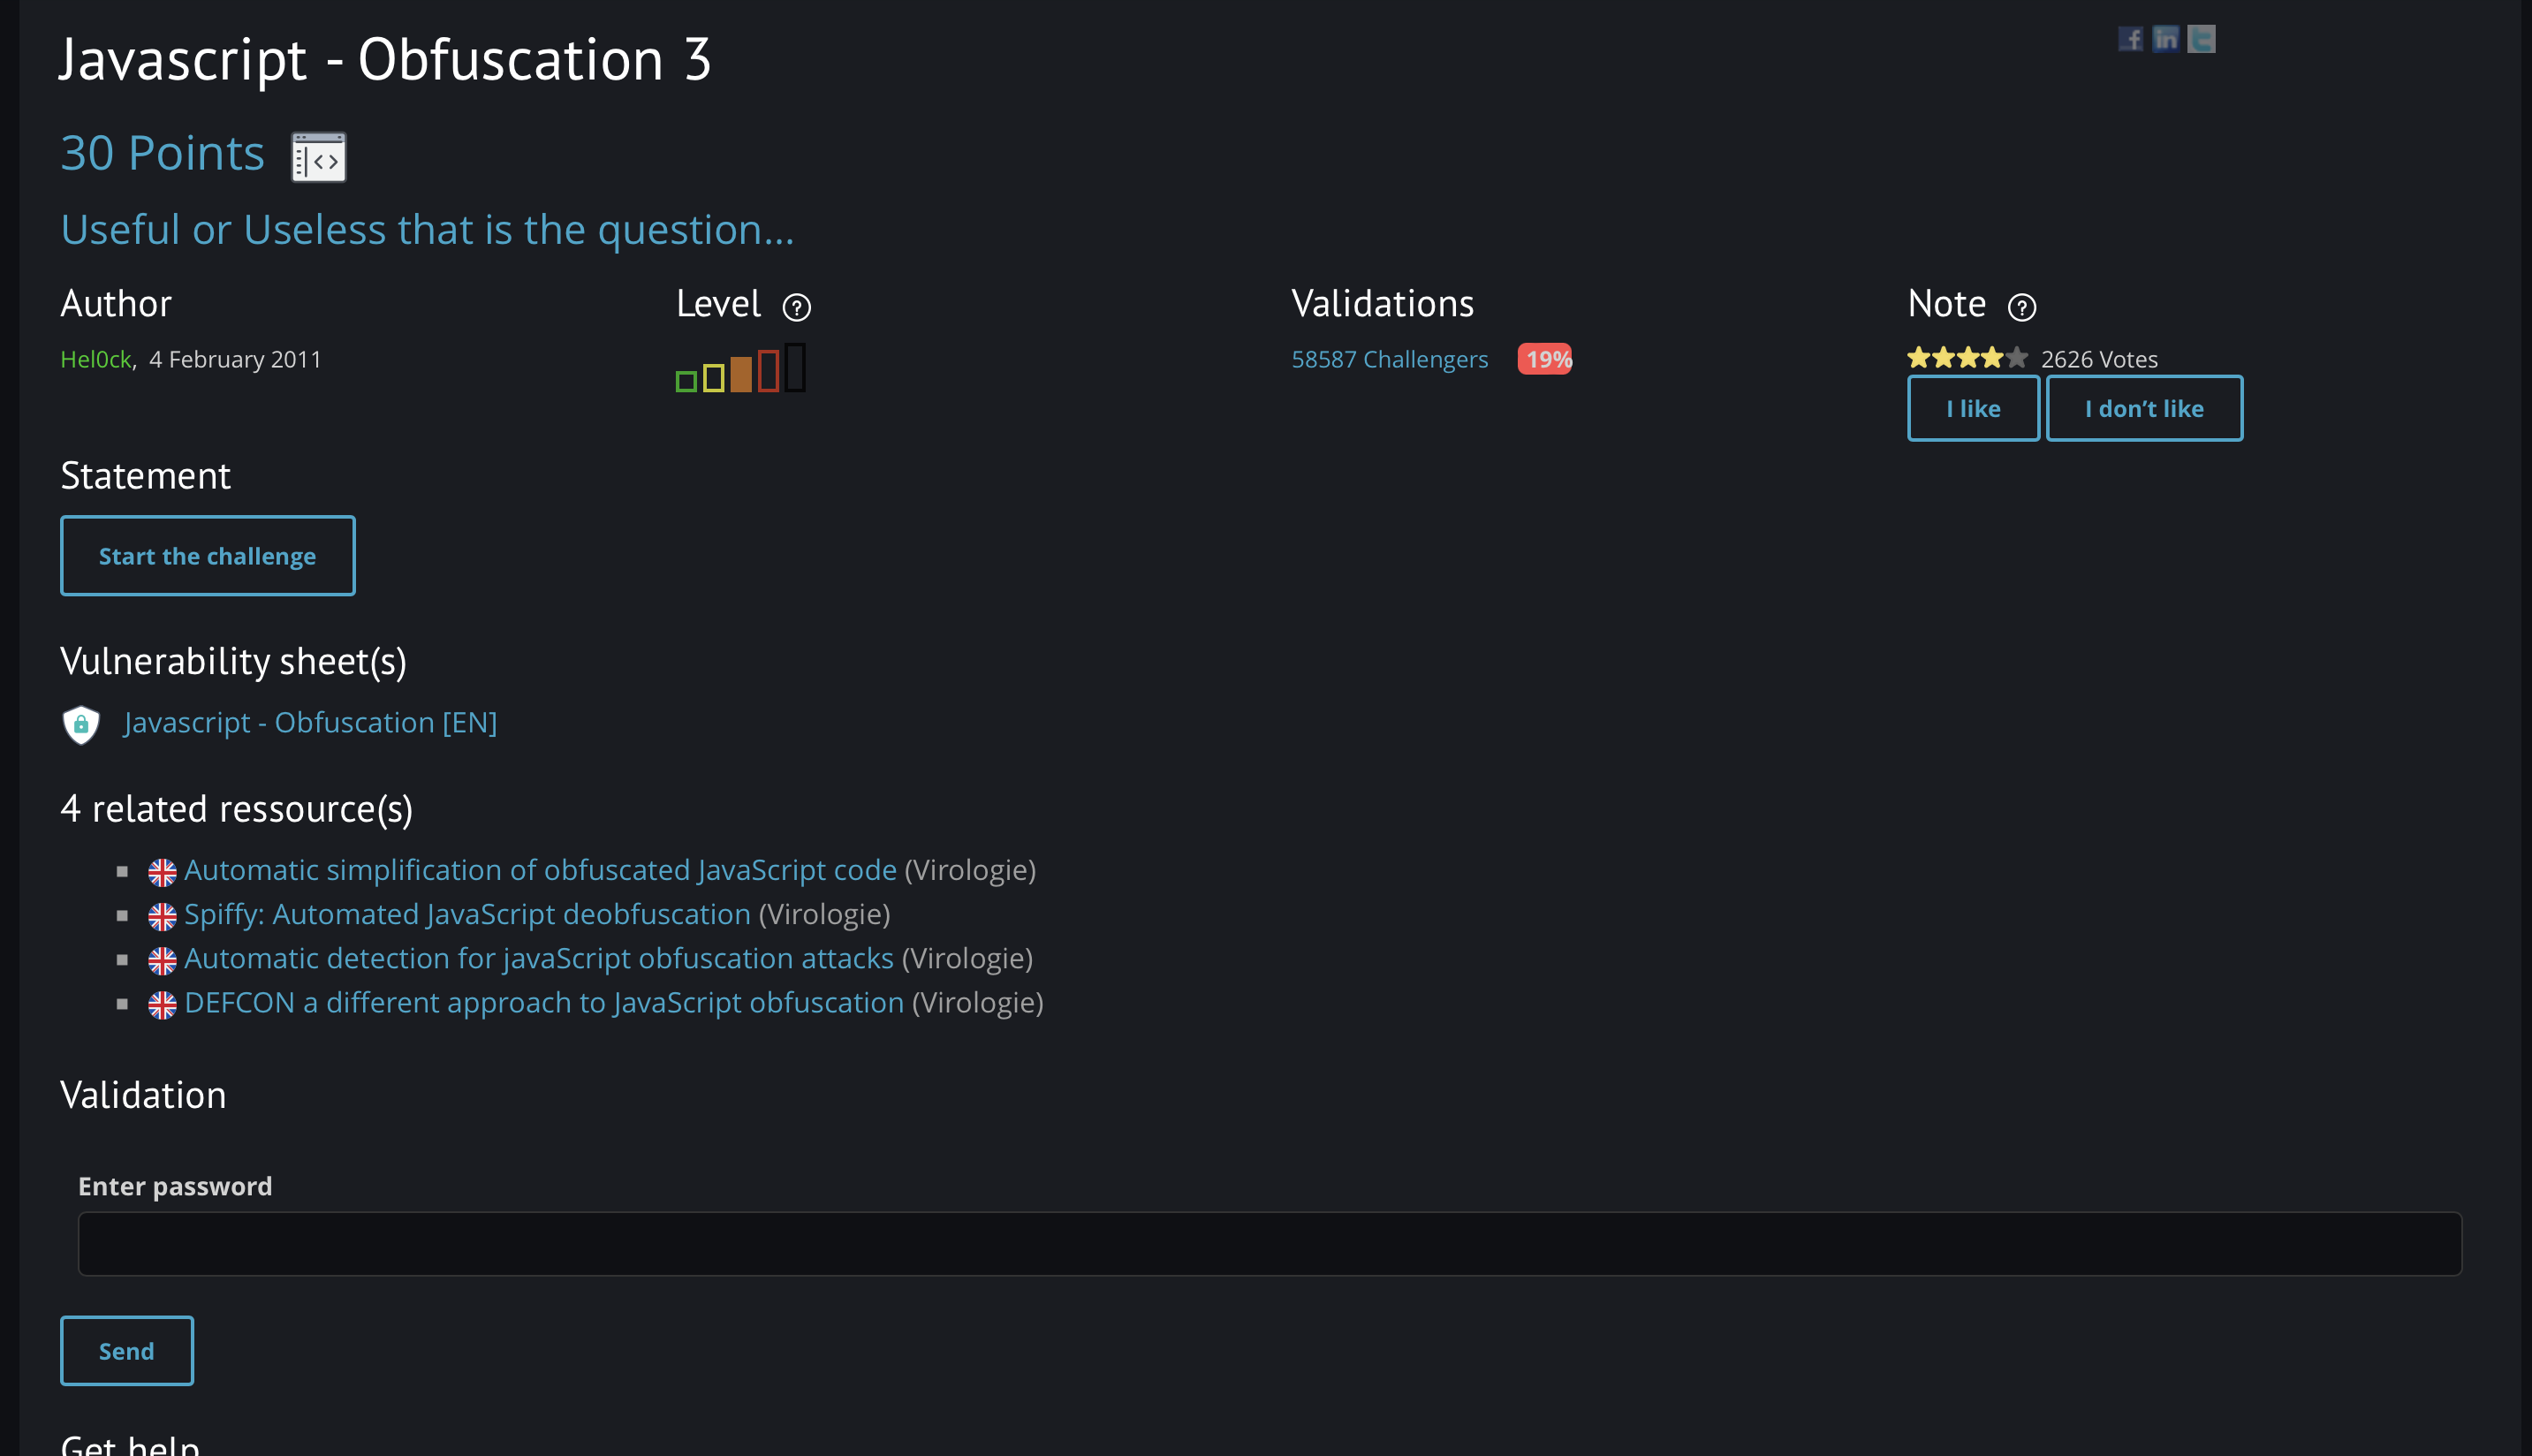 Javascript - Obfuscation 3
30 Points
Useful or Useless that is the question...
Author
Hel0ck, 4 February 2011
Level ?
Validations
58587 Challengers 19%
Note ?
2626 Votes
I like I don’t like
Statement
Start the challenge
Vulnerability sheet(s)
Javascript - Obfuscation [EN]
4 related ressource(s)
Automatic simplification of obfuscated JavaScript code (Virologie)
Spiffy: Automated JavaScript deobfuscation (Virologie)
Automatic detection for javaScript obfuscation attacks (Virologie)
DEFCON a different approach to JavaScript obfuscation (Virologie)
Validation
Enter password
Send
Get help